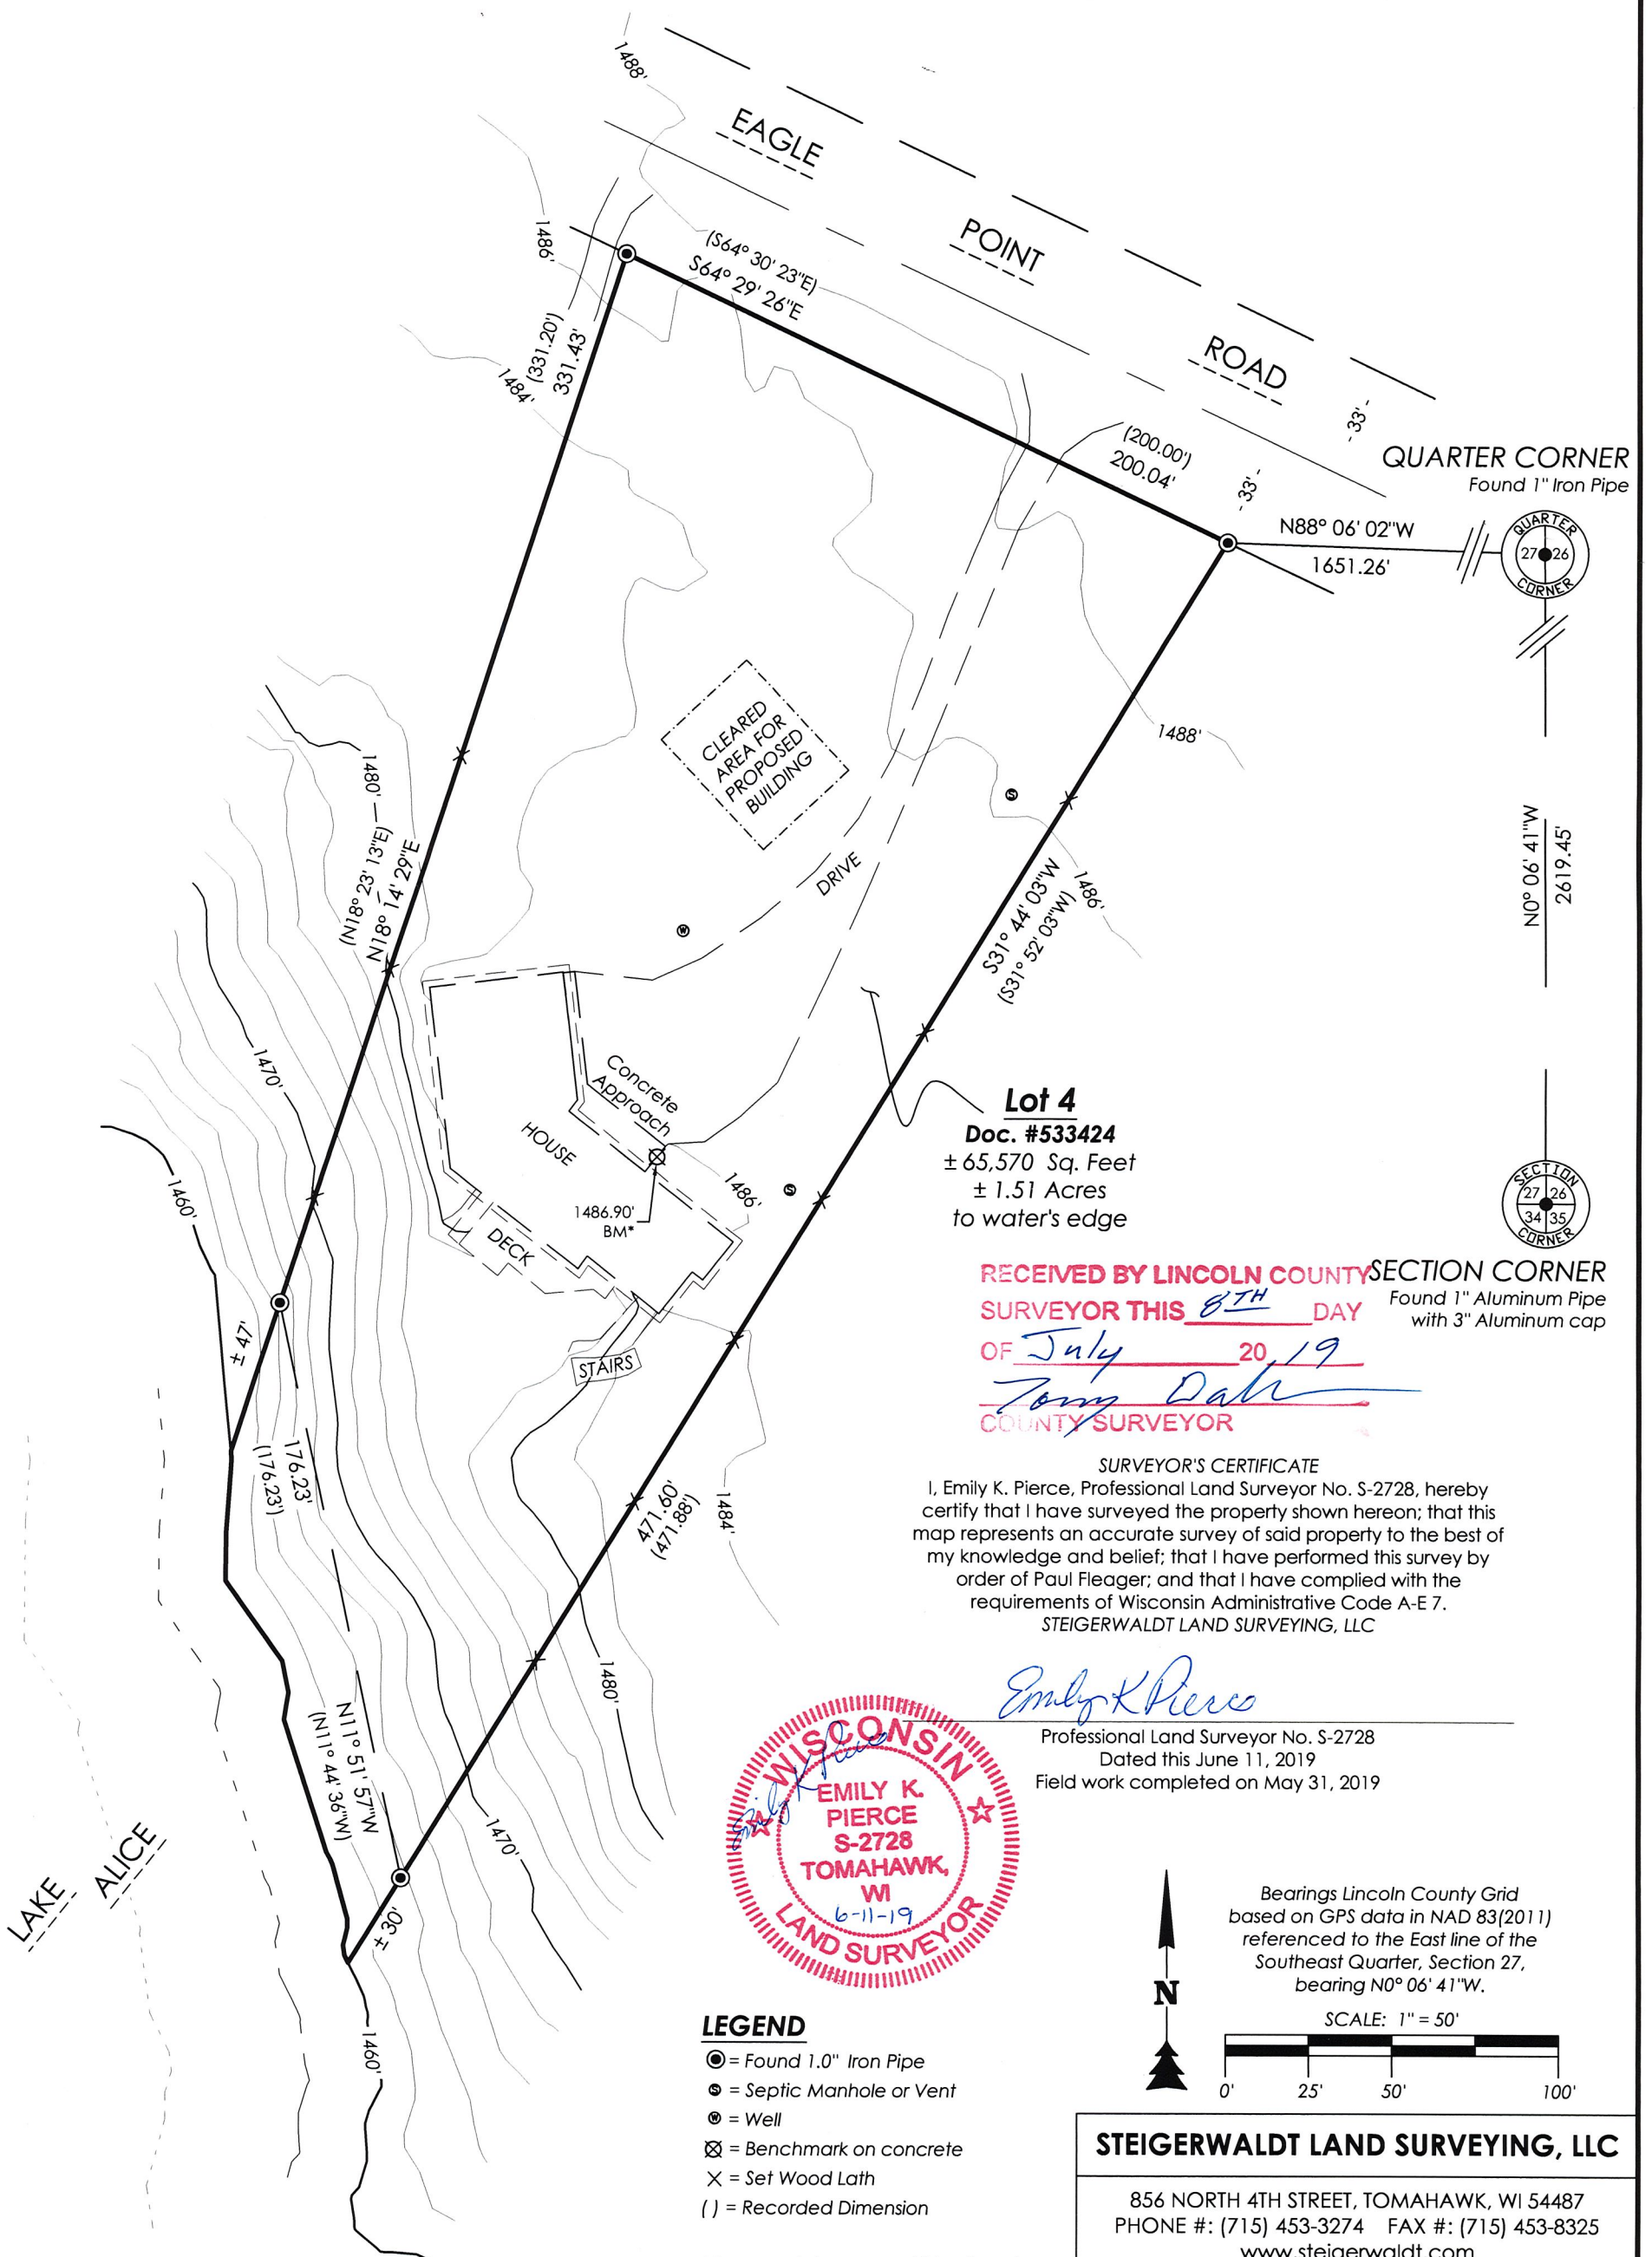 1488'
EAGLE
POINT
ROAD
1486'
(S64° 30' 23"E)
S64° 29' 26"E
(331.20')
331.43'
1484'
(200.00')
200.04'
- 33' -
- 33' -
QUARTER CORNER
Found 1" Iron Pipe
N88° 06' 02"W
1651.26'
QUARTER
27 26
CORNER
CLEARED
AREA FOR
PROPOSED
BUILDING
1488'
1480'
(N18° 23' 13"E)
N18° 14' 29"E
S
DRIVE
W
S31° 44' 03"W
(S31° 52' 03"W)
1486'
N0° 06' 41"W
2619.45'
1470'
Concrete
Approach
HOUSE
1486.90'
BM*
1486'
S
DECK
1460'
STAIRS
Lot 4
Doc. #533424
± 65,570 Sq. Feet
± 1.51 Acres
to water's edge
SECTION
27 26
34 35
CORNER
SECTION CORNER
Found 1" Aluminum Pipe
with 3" Aluminum cap
RECEIVED BY LINCOLN COUNTY
SURVEYOR THIS 8TH DAY
OF July 20 19
COUNTY SURVEYOR
± 47'
176.23'
(176.23')
471.60'
(471.88')
1484'
SURVEYOR'S CERTIFICATE
I, Emily K. Pierce, Professional Land Surveyor No. S-2728, hereby
certify that I have surveyed the property shown hereon; that this
map represents an accurate survey of said property to the best of
my knowledge and belief; that I have performed this survey by
order of Paul Fleager; and that I have complied with the
requirements of Wisconsin Administrative Code A-E 7.
STEIGERWALDT LAND SURVEYING, LLC
Emily K Pierce
Professional Land Surveyor No. S-2728
Dated this June 11, 2019
Field work completed on May 31, 2019
1480'
N11° 51' 57"W
(N11° 44' 36"W)
1470'
WISCONSIN
Emily K Pierce
EMILY K.
PIERCE
S-2728
TOMAHAWK,
WI
6-11-19
LAND SURVEYOR
LAKE ALICE
± 30'
1460'
N
Bearings Lincoln County Grid
based on GPS data in NAD 83(2011)
referenced to the East line of the
Southeast Quarter, Section 27,
bearing N0° 06' 41"W.
SCALE: 1" = 50'
0' 25' 50' 100'
LEGEND
= Found 1.0" Iron Pipe
S = Septic Manhole or Vent
W = Well
= Benchmark on concrete
X = Set Wood Lath
( ) = Recorded Dimension
STEIGERWALDT LAND SURVEYING, LLC
856 NORTH 4TH STREET, TOMAHAWK, WI 54487
PHONE #: (715) 453-3274 FAX #: (715) 453-8325
www.steigerwaldt.com